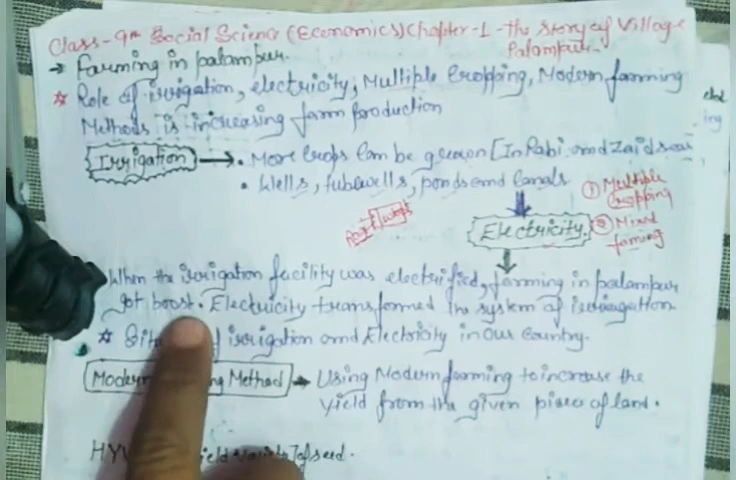 Class-9th Social Science (Economics) Chapter-1 - The Story of Village
Palampur.
→ Farming in palampur.
☆ Role of irrigation, electricity, Multiple Cropping, Modern farming
Methods is increasing farm production
Irrigation → • More crops can be grown [In Rabi and Zaid
• Wells, tubewells, ponds and Canals
① Multiple
cropping
② Mixed
farming
Electricity
When the irrigation facility was electrified, farming in palampur
got boost. Electricity transformed the system of irrigation
☆ irrigation and Electricity in Our Country.
Method → Using Modern farming to increase the
yield from the given pieces of land.
HY of seed.